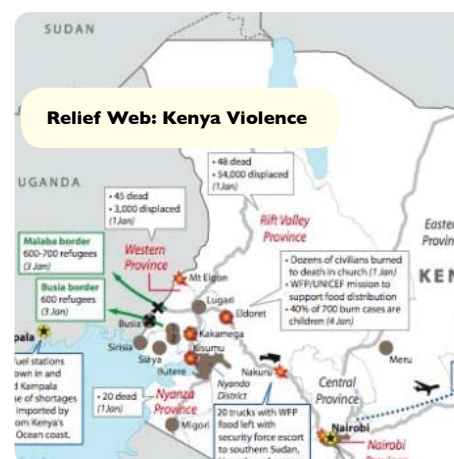 SUDAN
Relief Web: Kenya Violence
• 48 dead
• 54,000 displaced
(1 Jan)
UGANDA
• 45 dead
• 3,000 displaced
(1 Jan)
Rift Valley
Province
Easte
Provin
Malaba border
600-700 refugees
(3 Jan)
Western
Province
• Dozens of civilians burned
to death in church (1 Jan)
• WFP/UNICEF mission to
support food distribution
• 40% of 700 burn cases are
children (4 Jan)
KEN
Mt Elgon
Busia border
600 refugees
(3 Jan)
Lugari
Eldoret
Busia
pala
Kakamega
Sirisia
Kisumu
Siaya
Butere
Meru
fuel stations
own in and
d Kampala
se of shortages
imported by
om Kenya's
Ocean coast.
Nakuru
Nyando
District
Central
Province
• 20 dead
(1 Jan)
Nyanza
Province
Migori
20 trucks with WFP
food left with
security force escort
to southern Sudan,
Nairobi
Nairobi